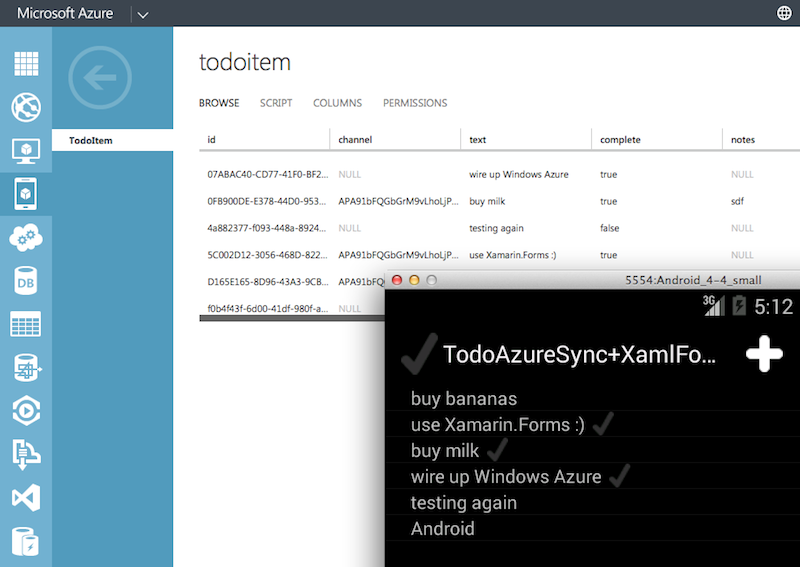 Microsoft Azure
todoitem
BROWSE SCRIPT COLUMNS PERMISSIONS
TodoItem
id channel text complete notes
07ABAC40-CD77-41F0-BF2... NULL wire up Windows Azure true NULL
0FB900DE-E378-44D0-953... APA91bFQGbGrM9vLhoLjP... buy milk true sdf
4a882377-f093-448a-8924... NULL testing again false NULL
5C002D12-3056-468D-822... APA91bFQGbGrM9vLhoLjP... use Xamarin.Forms :) true NULL
D165E165-8D96-43A3-9CB... APA91bFQGb
f0b4f43f-6d00-41df-980f-a... NULL
DB
5554:Android_4-4_small
3G 5:12
TodoAzureSync+XamlFo...
buy bananas
use Xamarin.Forms :)
buy milk
wire up Windows Azure
testing again
Android